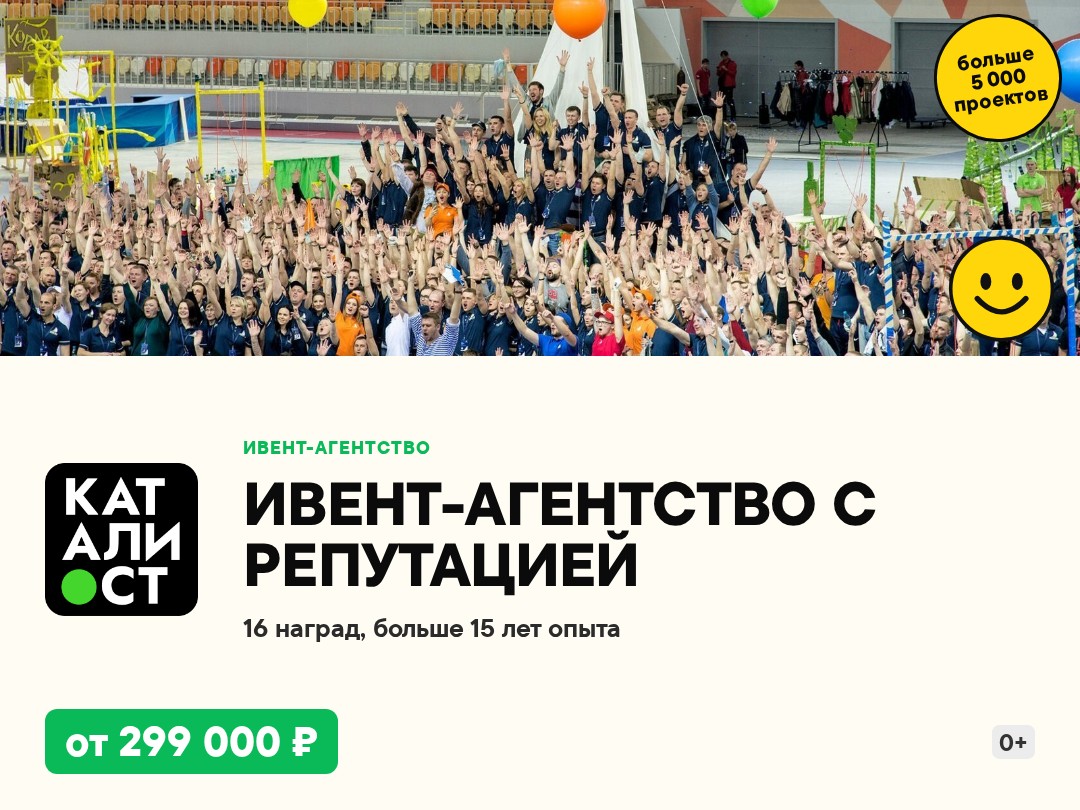 Корзо
больше
5 000
проектов
ИВЕНТ-АГЕНТСТВО
КАТ
АЛИ
СТ
ИВЕНТ-АГЕНТСТВО С
РЕПУТАЦИЕЙ
16 наград, больше 15 лет опыта
от 299 000 ₽
0+